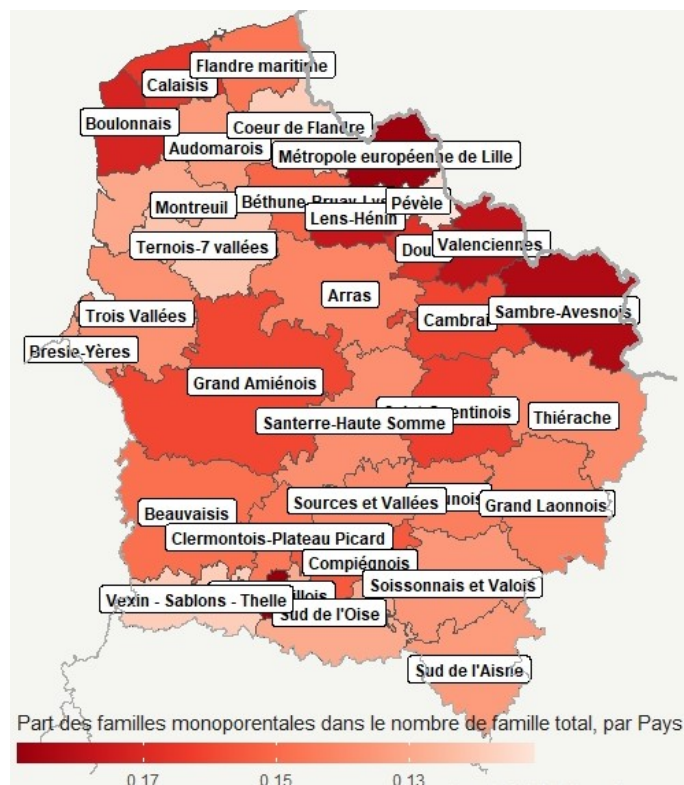 Flandre maritime
Calaisis
Boulonnais
Coeur de Flandre
Audomarois
Métropole européenne de Lille
Montreuil
Béthune Bruay
Pévèle
Lens-Hénin
Ternois-7 vallées
Valenciennes
Arras
Sambre-Avesnois
Trois Vallées
Cambrai
Bresle-Yères
Grand Amiénois
Santerre-Haute Somme
Thiérache
Sources et Vallées
Grand Laonnois
Beauvaisis
Clermontois-Plateau Picard
Compiégnois
Soissonnais et Valois
Vexin - Sablons - Thelle
Sud de l'Oise
Sud de l'Aisne
Part des familles monoporentales dans le nombre de famille total, par Pays
0.17 0.15 0.13